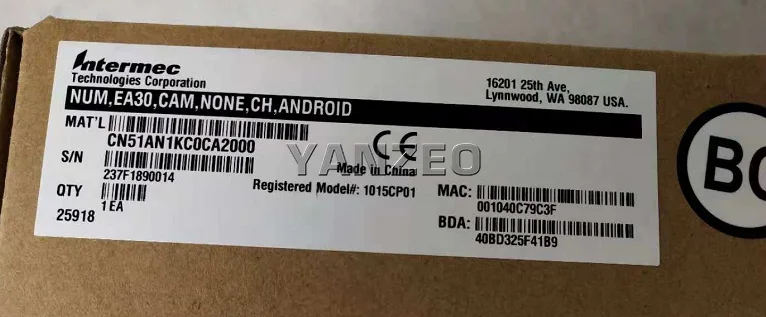 Intermec
Technologies Corporation
16201 25th Ave,
Lynnwood, WA 98087 USA.
NUM,EA30,CAM,NONE,CH,ANDROID
MAT'L
CN51AN1KC0CA2000
CE
YANZEO
S/N
237F1890014
Made in China
Registered Model#: 1015CP01
QTY
1 EA
25918
MAC:
001040C79C3F
BDA:
40BD325F41B9